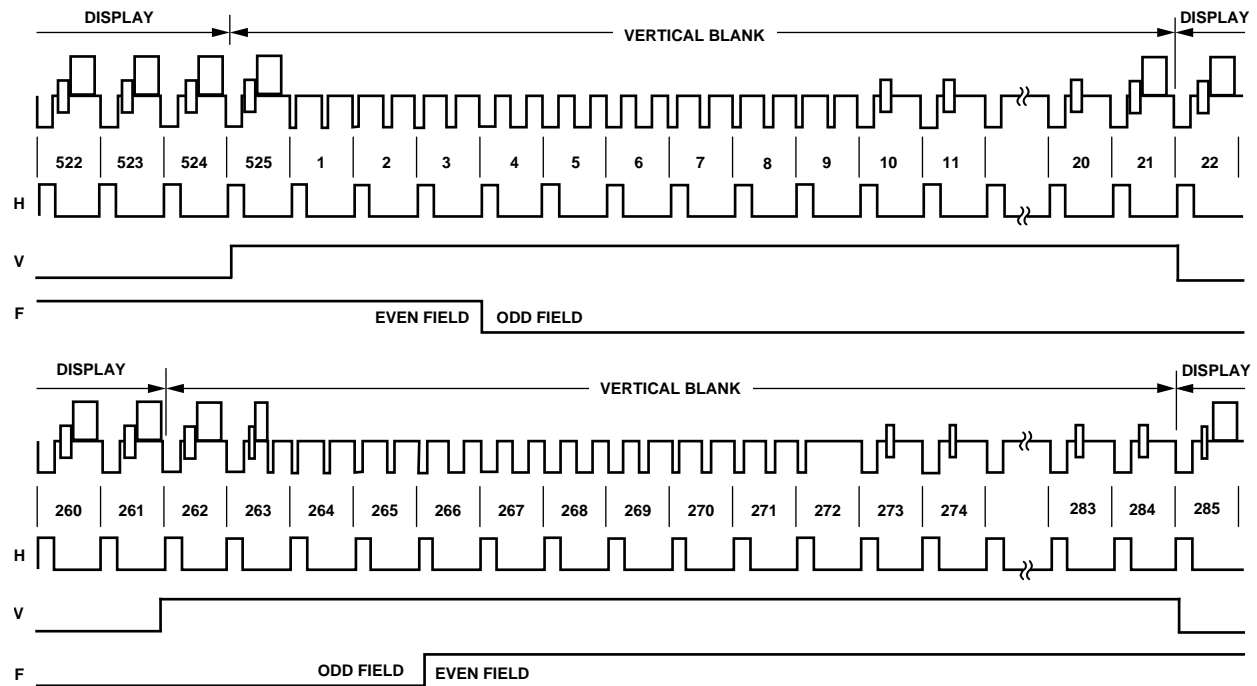 DISPLAY VERTICAL BLANK DISPLAY
522 523 524 525 1 2 3 4 5 6 7 8 9 10 11 20 21 22
H
V
F
EVEN FIELD ODD FIELD
DISPLAY VERTICAL BLANK DISPLAY
260 261 262 263 264 265 266 267 268 269 270 271 272 273 274 283 284 285
H
V
F
ODD FIELD EVEN FIELD